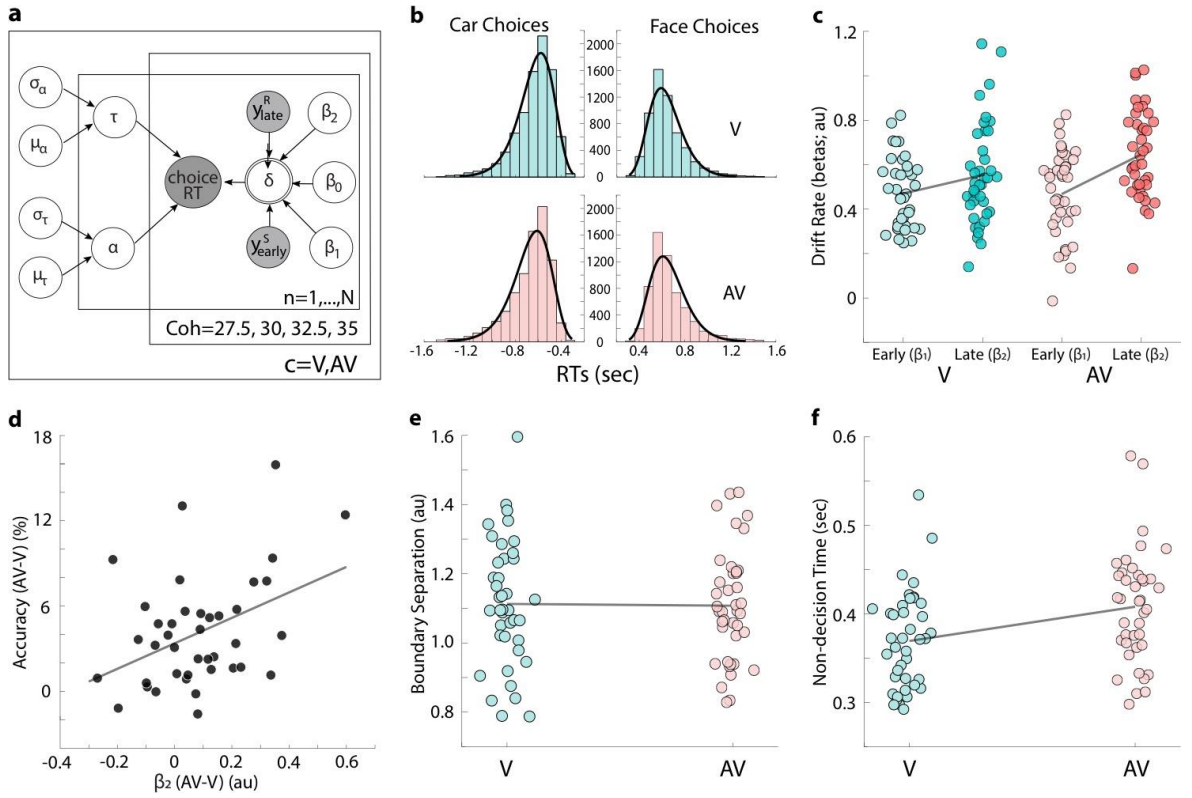 a
σα
μα
στ
μτ
τ
α
choice
RT
yRlate
δ
ySearly
β2
β0
β1
n=1,...,N
Coh=27.5, 30, 32.5, 35
c=V,AV
b
Car Choices
Face Choices
2000
1600
1200
800
400
0
V
2000
1600
1200
800
400
0
AV
-1.6
-1.2
-0.8
-0.4
0.4
0.8
1.2
1.6
RTs (sec)
c
Drift Rate (betas; au)
1.2
0.8
0.4
0
Early (β1)
Late (β2)
Early (β1)
Late (β2)
V
AV
d
Accuracy (AV-V) (%)
18
12
6
0
-0.4
-0.2
0
0.2
0.4
0.6
β2 (AV-V) (au)
e
Boundary Separation (au)
1.6
1.4
1.2
1.0
0.8
V
AV
f
Non-decision Time (sec)
0.6
0.5
0.4
0.3
V
AV